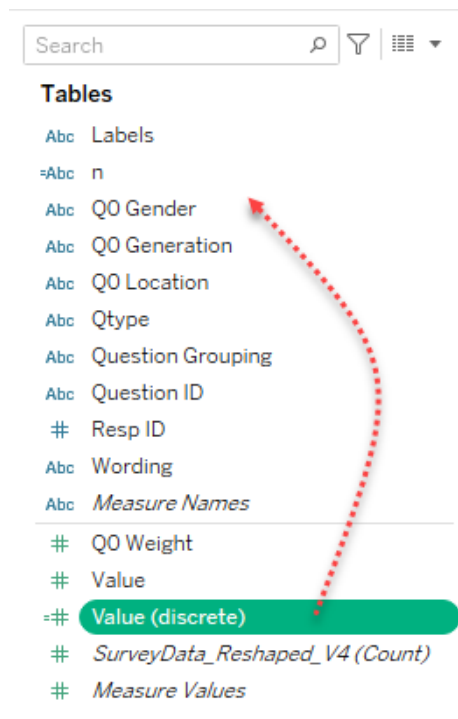 Search
Tables
Abc Labels
=Abc n
Abc Q0 Gender
Abc Q0 Generation
Abc Q0 Location
Abc Qtype
Abc Question Grouping
Abc Question ID
# Resp ID
Abc Wording
Abc Measure Names
# Q0 Weight
# Value
=# Value (discrete)
# SurveyData_Reshaped_V4 (Count)
# Measure Values